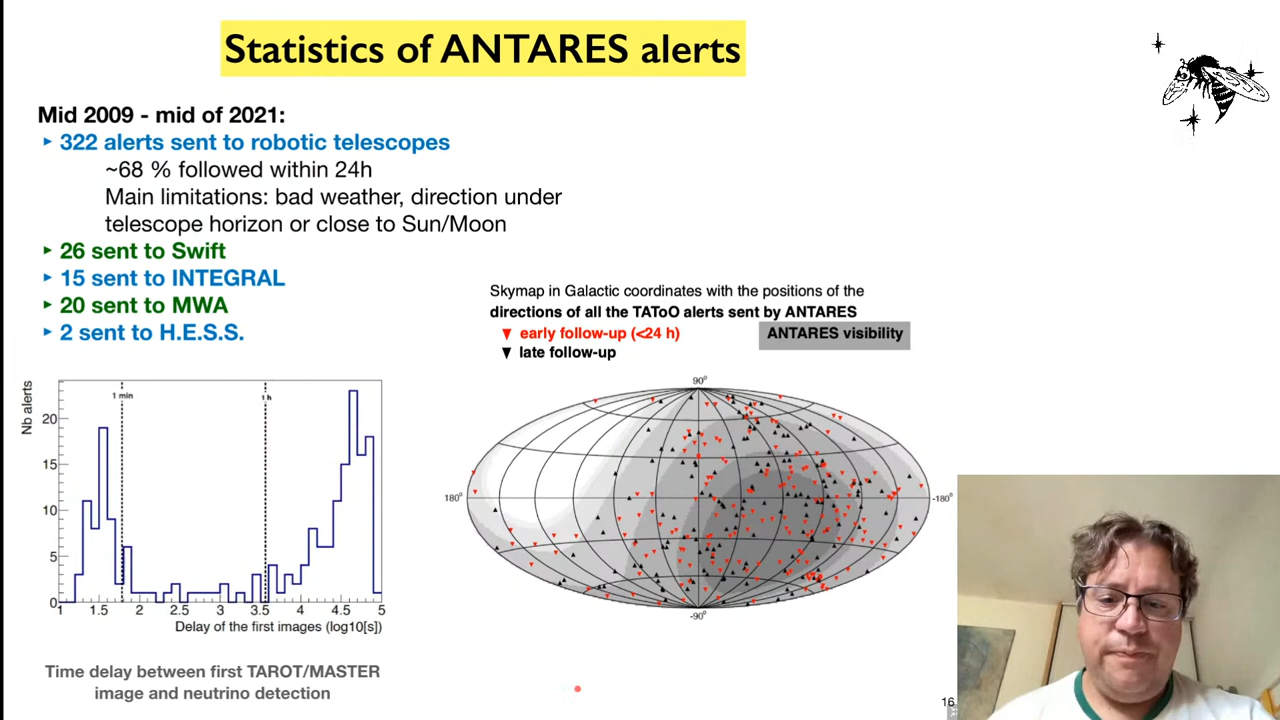 Statistics of ANTARES alerts
Mid 2009 - mid of 2021:
▸ 322 alerts sent to robotic telescopes
~68 % followed within 24h
Main limitations: bad weather, direction under
telescope horizon or close to Sun/Moon
▸ 26 sent to Swift
▸ 15 sent to INTEGRAL
▸ 20 sent to MWA
▸ 2 sent to H.E.S.S.
Skymap in Galactic coordinates with the positions of the
directions of all the TAToO alerts sent by ANTARES
▼ early follow-up (<24 h)
ANTARES visibility
▼ late follow-up
Nb alerts
20
15
10
5
0
1 min
1 h
1 1.5 2 2.5 3 3.5 4 4.5 5
Delay of the first images (log10[s])
90°
180°
-180°
-90°
Time delay between first TAROT/MASTER
image and neutrino detection
16